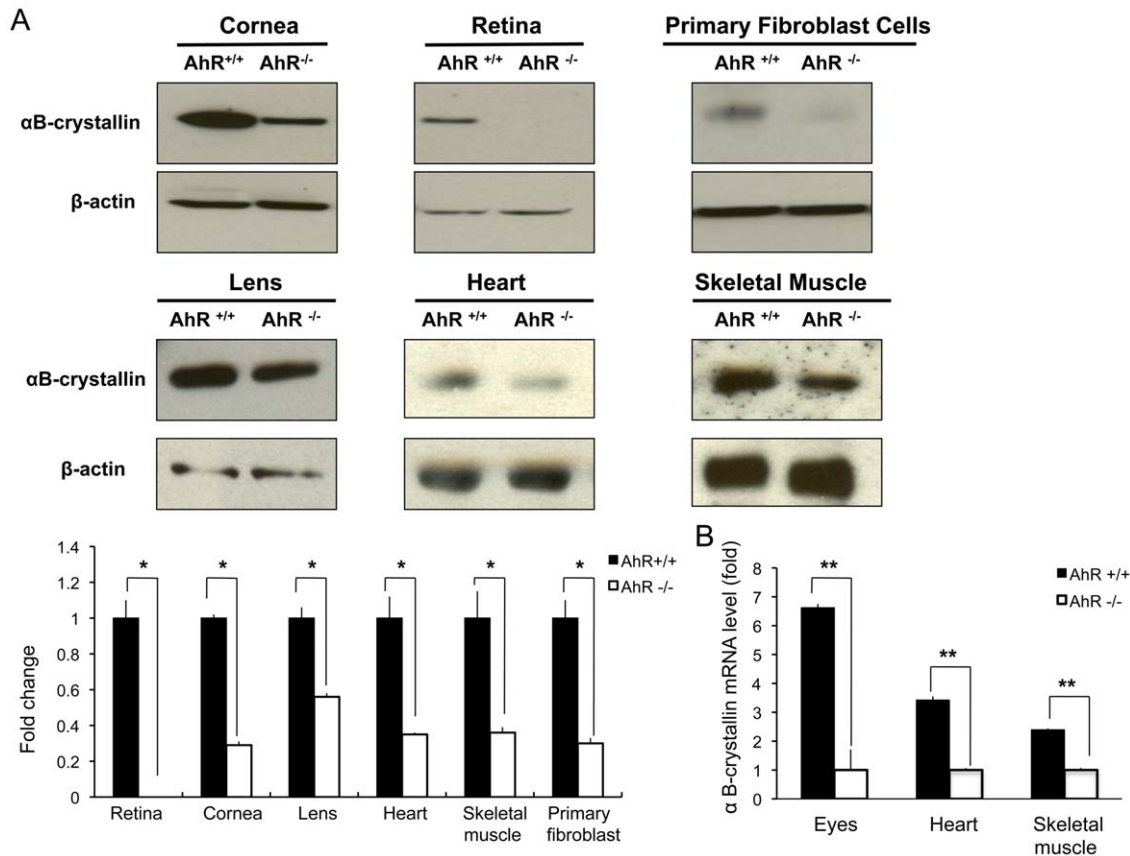 A
Cornea Retina Primary Fibroblast Cells
AhR+/+ AhR-/- AhR +/+ AhR -/- AhR +/+ AhR -/-
αB-crystallin
β-actin
Lens Heart Skeletal Muscle
AhR +/+ AhR -/- AhR +/+ AhR -/- AhR +/+ AhR -/-
αB-crystallin
β-actin
Fold change
1.4
1.2
1
0.8
0.6
0.4
0.2
0
* * * * * *
AhR+/+
AhR -/-
Retina Cornea Lens Heart Skeletal muscle Primary fibroblast
B
α B-crystallin mRNA level (fold)
8
7
6
5
4
3
2
1
0
** ** **
AhR +/+
AhR -/-
Eyes Heart Skeletal muscle